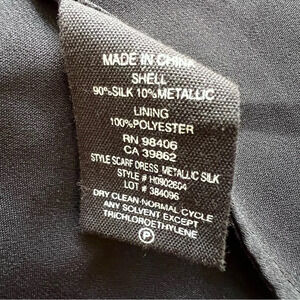 MADE IN CHINA
SHELL
90%SILK 10%METALLIC
LINING
100%POLYESTER
RN 98406
CA 39862
STYLE SCARF DRESS METALLIC SILK
STYLE # H0902604
LOT # 384096
DRY CLEAN-NORMAL CYCLE
ANY SOLVENT EXCEPT
TRICHLOROETHYLENE
P